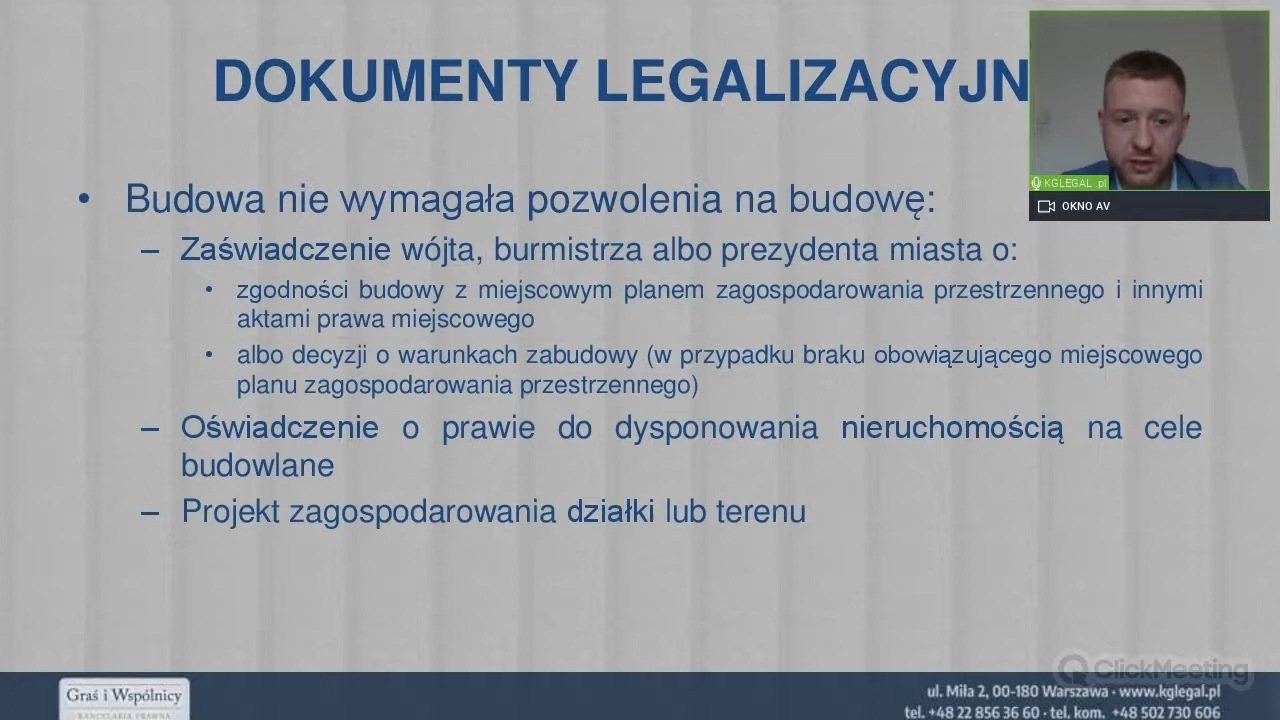 DOKUMENTY LEGALIZACYJN
KGLEGAL .pl
OKNO AV
• Budowa nie wymagała pozwolenia na budowę:
– Zaświadczenie wójta, burmistrza albo prezydenta miasta o:
• zgodności budowy z miejscowym planem zagospodarowania przestrzennego i innymi
aktami prawa miejscowego
• albo decyzji o warunkach zabudowy (w przypadku braku obowiązującego miejscowego
planu zagospodarowania przestrzennego)
– Oświadczenie o prawie do dysponowania nieruchomością na cele
budowlane
– Projekt zagospodarowania działki lub terenu
ClickMeeting
Graś i Wspólnicy
KANCELARIA PRAWNA
ul. Miła 2, 00-180 Warszawa · www.kglegal.pl
tel. +48 22 856 36 60 · tel. kom. +48 502 730 606